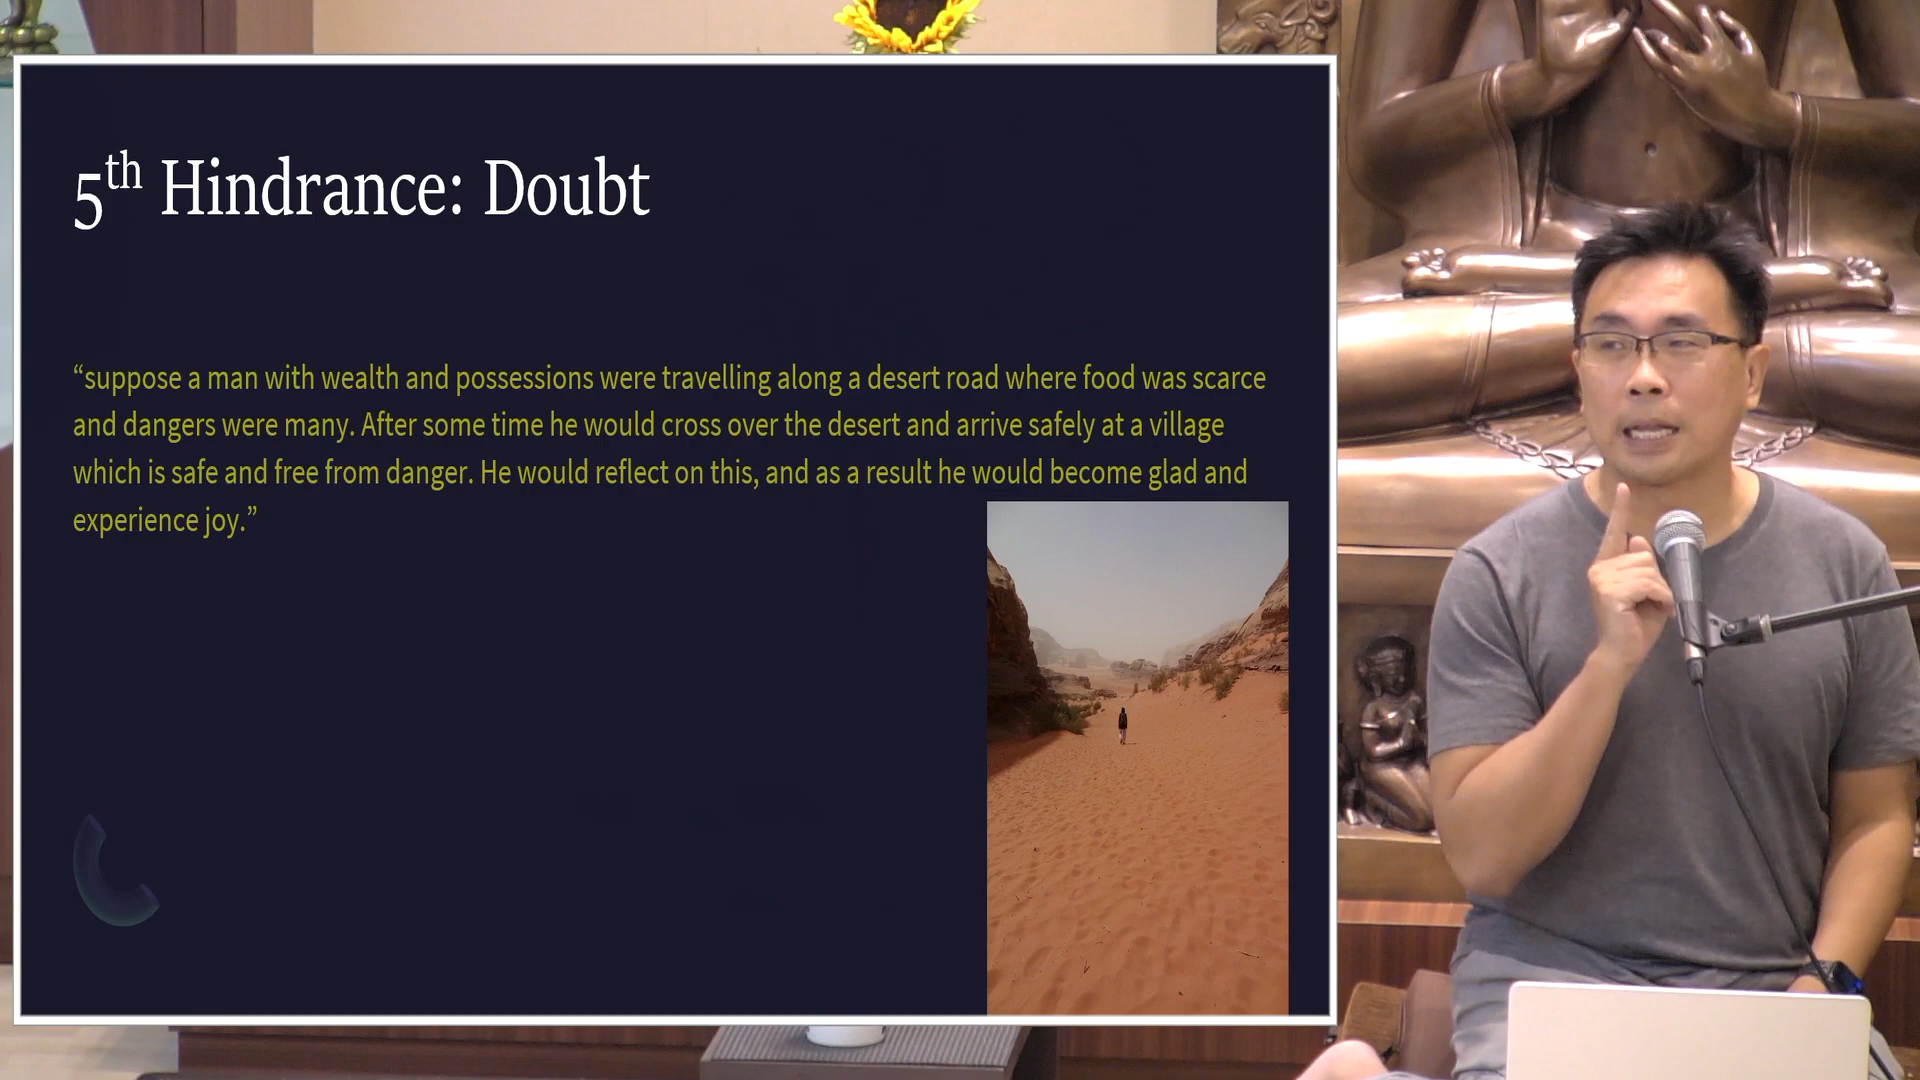 5th Hindrance: Doubt
“suppose a man with wealth and possessions were travelling along a desert road where food was scarce
and dangers were many. After some time he would cross over the desert and arrive safely at a village
which is safe and free from danger. He would reflect on this, and as a result he would become glad and
experience joy.”